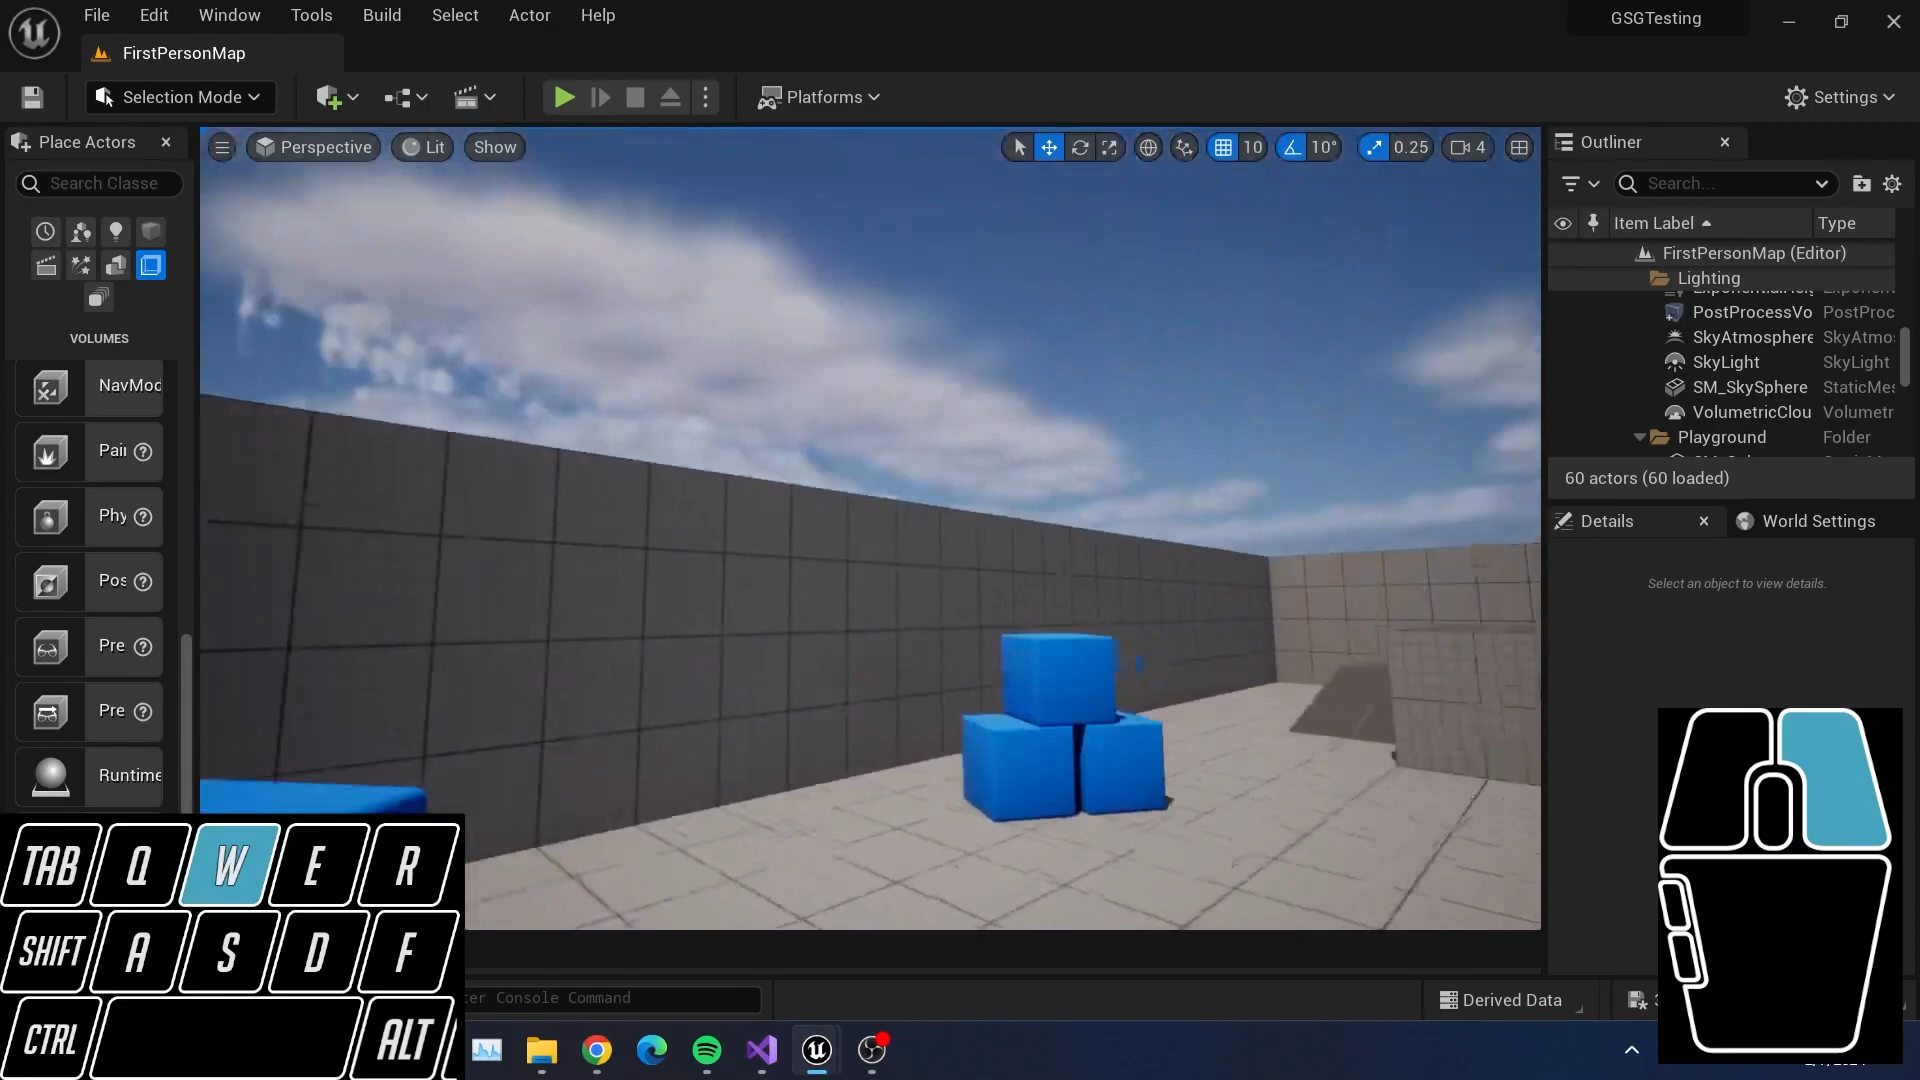 File Edit Window Tools Build Select Actor Help
GSGTesting
FirstPersonMap
Selection Mode
Platforms
Settings
Place Actors
Perspective
Lit
Show
10
10°
0.25
4
Outliner
Search Classe
Search...
Item Label
Type
FirstPersonMap (Editor)
Lighting
PostProcessVo PostProc
SkyAtmosphere SkyAtmo
SkyLight SkyLight
SM_SkySphere StaticMes
VolumetricClou Volumetr
Playground Folder
60 actors (60 loaded)
VOLUMES
NavMod
Pai
Phy
Pos
Pre
Pre
Runtime
Details
World Settings
Select an object to view details.
TAB Q W E R
SHIFT A S D F
CTRL ALT
ter Console Command
Derived Data